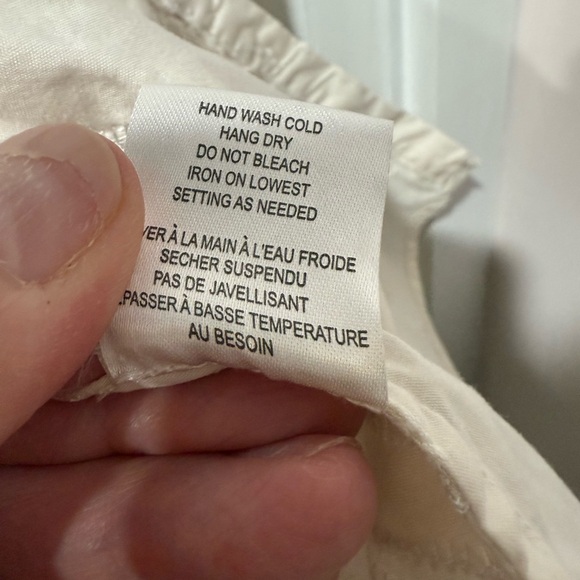 HAND WASH COLD
HANG DRY
DO NOT BLEACH
IRON ON LOWEST
SETTING AS NEEDED
À LA MAIN À L'EAU FROIDE
SECHER SUSPENDU
PAS DE JAVELLISANT
À BASSE TEMPERATURE
AU BESOIN